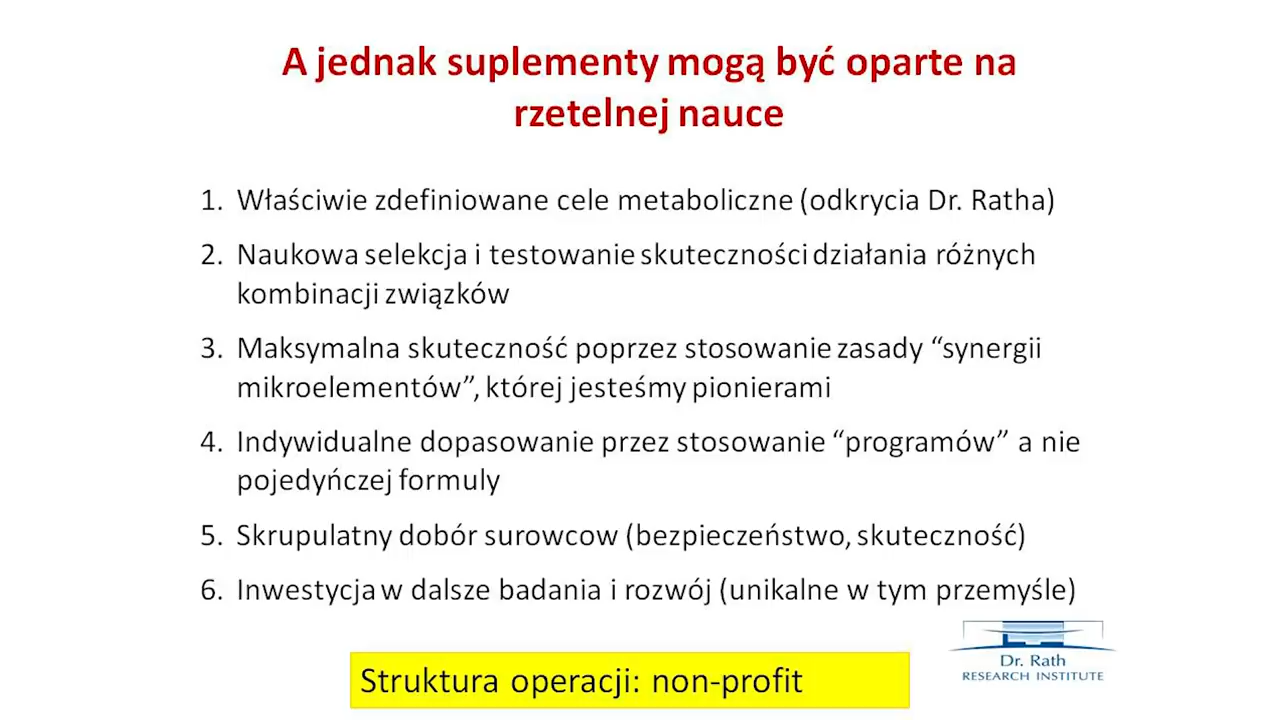 A jednak suplementy mogą być oparte na
rzetelnej nauce
1. Właściwie zdefiniowane cele metaboliczne (odkrycia Dr. Ratha)
2. Naukowa selekcja i testowanie skuteczności działania różnych
kombinacji związków
3. Maksymalna skuteczność poprzez stosowanie zasady “synergii
mikroelementów”, której jesteśmy pionierami
4. Indywidualne dopasowanie przez stosowanie “programów” a nie
pojedyńczej formuly
5. Skrupulatny dobór surowcow (bezpieczeństwo, skuteczność)
6. Inwestycja w dalsze badania i rozwój (unikalne w tym przemyśle)
Struktura operacji: non-profit
Dr. Rath
RESEARCH INSTITUTE